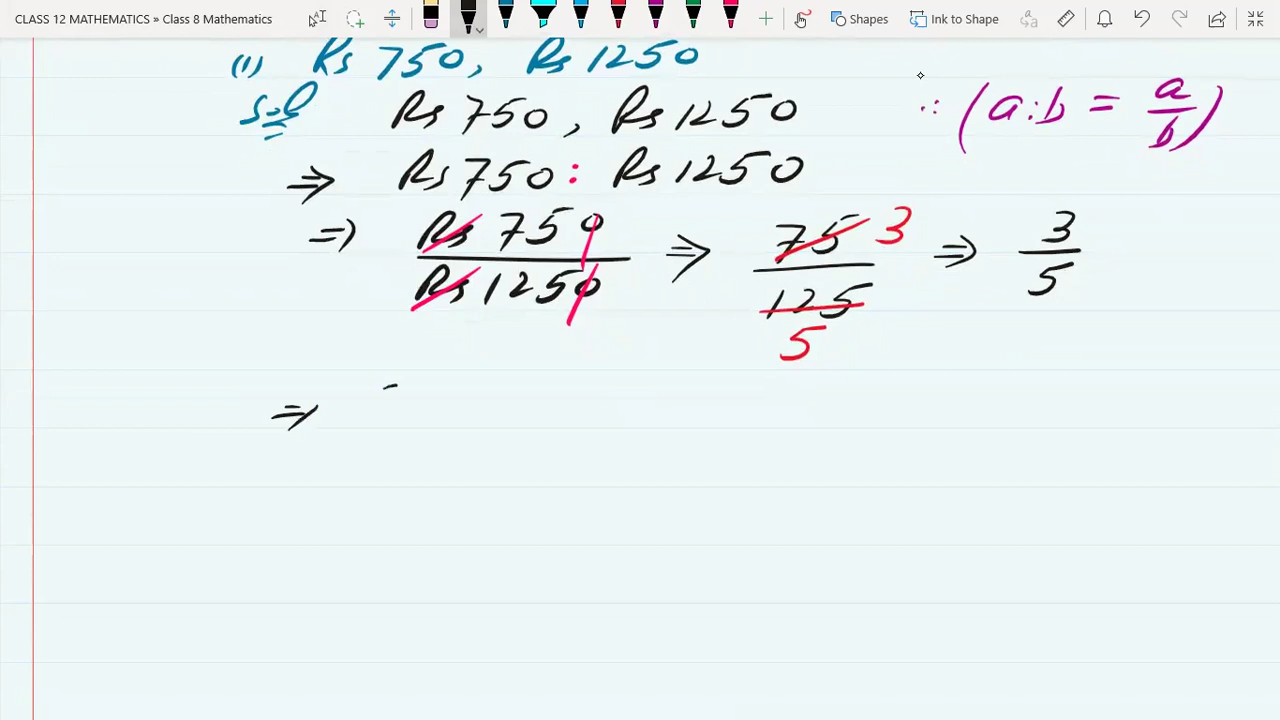 CLASS 12 MATHEMATICS » Class 8 Mathematics Shapes Ink to Shape
(1) Rs 750, Rs 1250
Sol Rs 750, Rs 1250 ∵ (a:b = a/b)
⇒ Rs 750 : Rs 1250
⇒ Rs 750 / Rs 1250 ⇒ 75 3 / 125 5 ⇒ 3/5
⇒